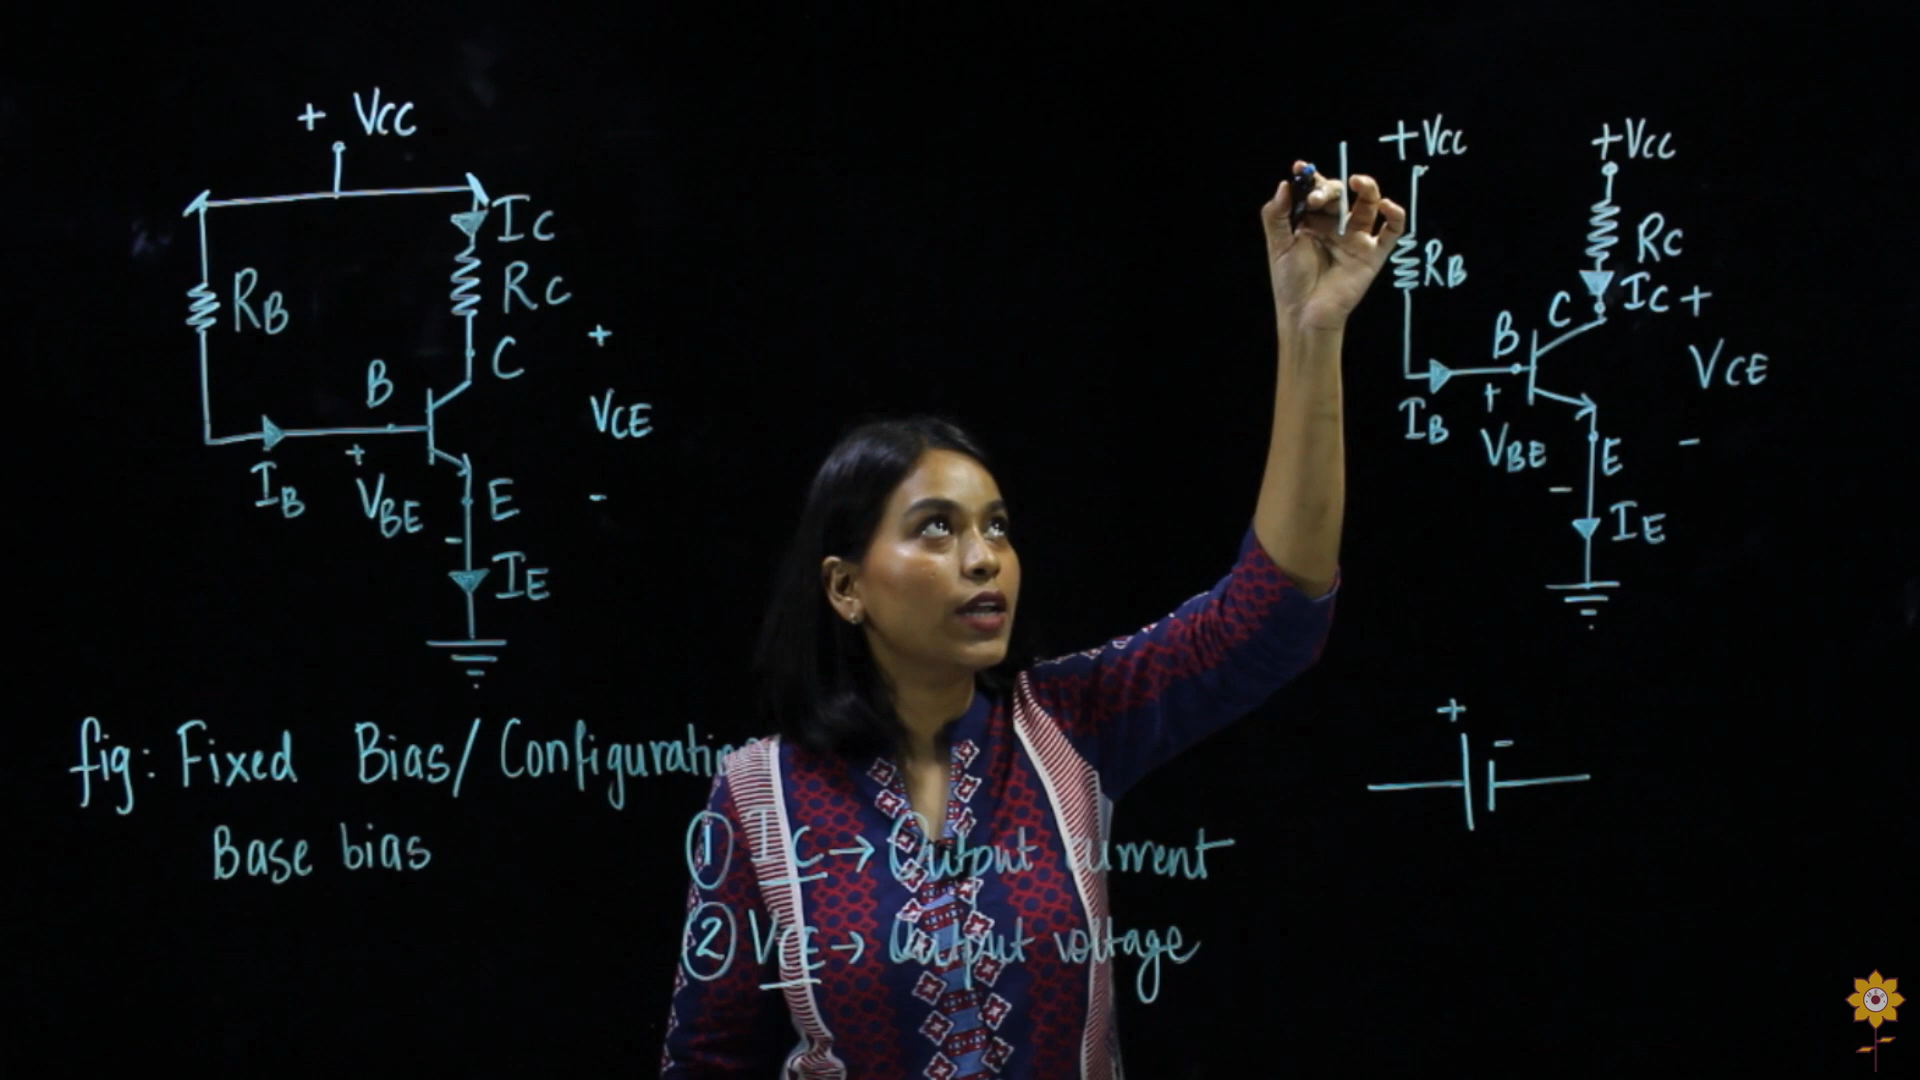 + VCC
IC
RC
RB
C
+
B
VCE
+
IB
VBE
E
-
-
IE
fig: Fixed Bias/ Configuration
Base bias
+VCC
+VCC
RC
RB
IC +
C
B
VCE
+
IB
VBE
E
-
-
IE
+
-
① IC → Output current
② VCE → Output voltage